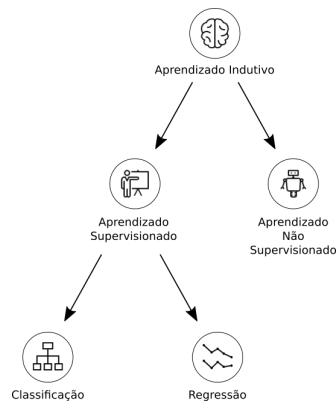 Aprendizado Indutivo
Aprendizado
Supervisionado
Aprendizado
Não
Supervisionado
Classificação
Regressão